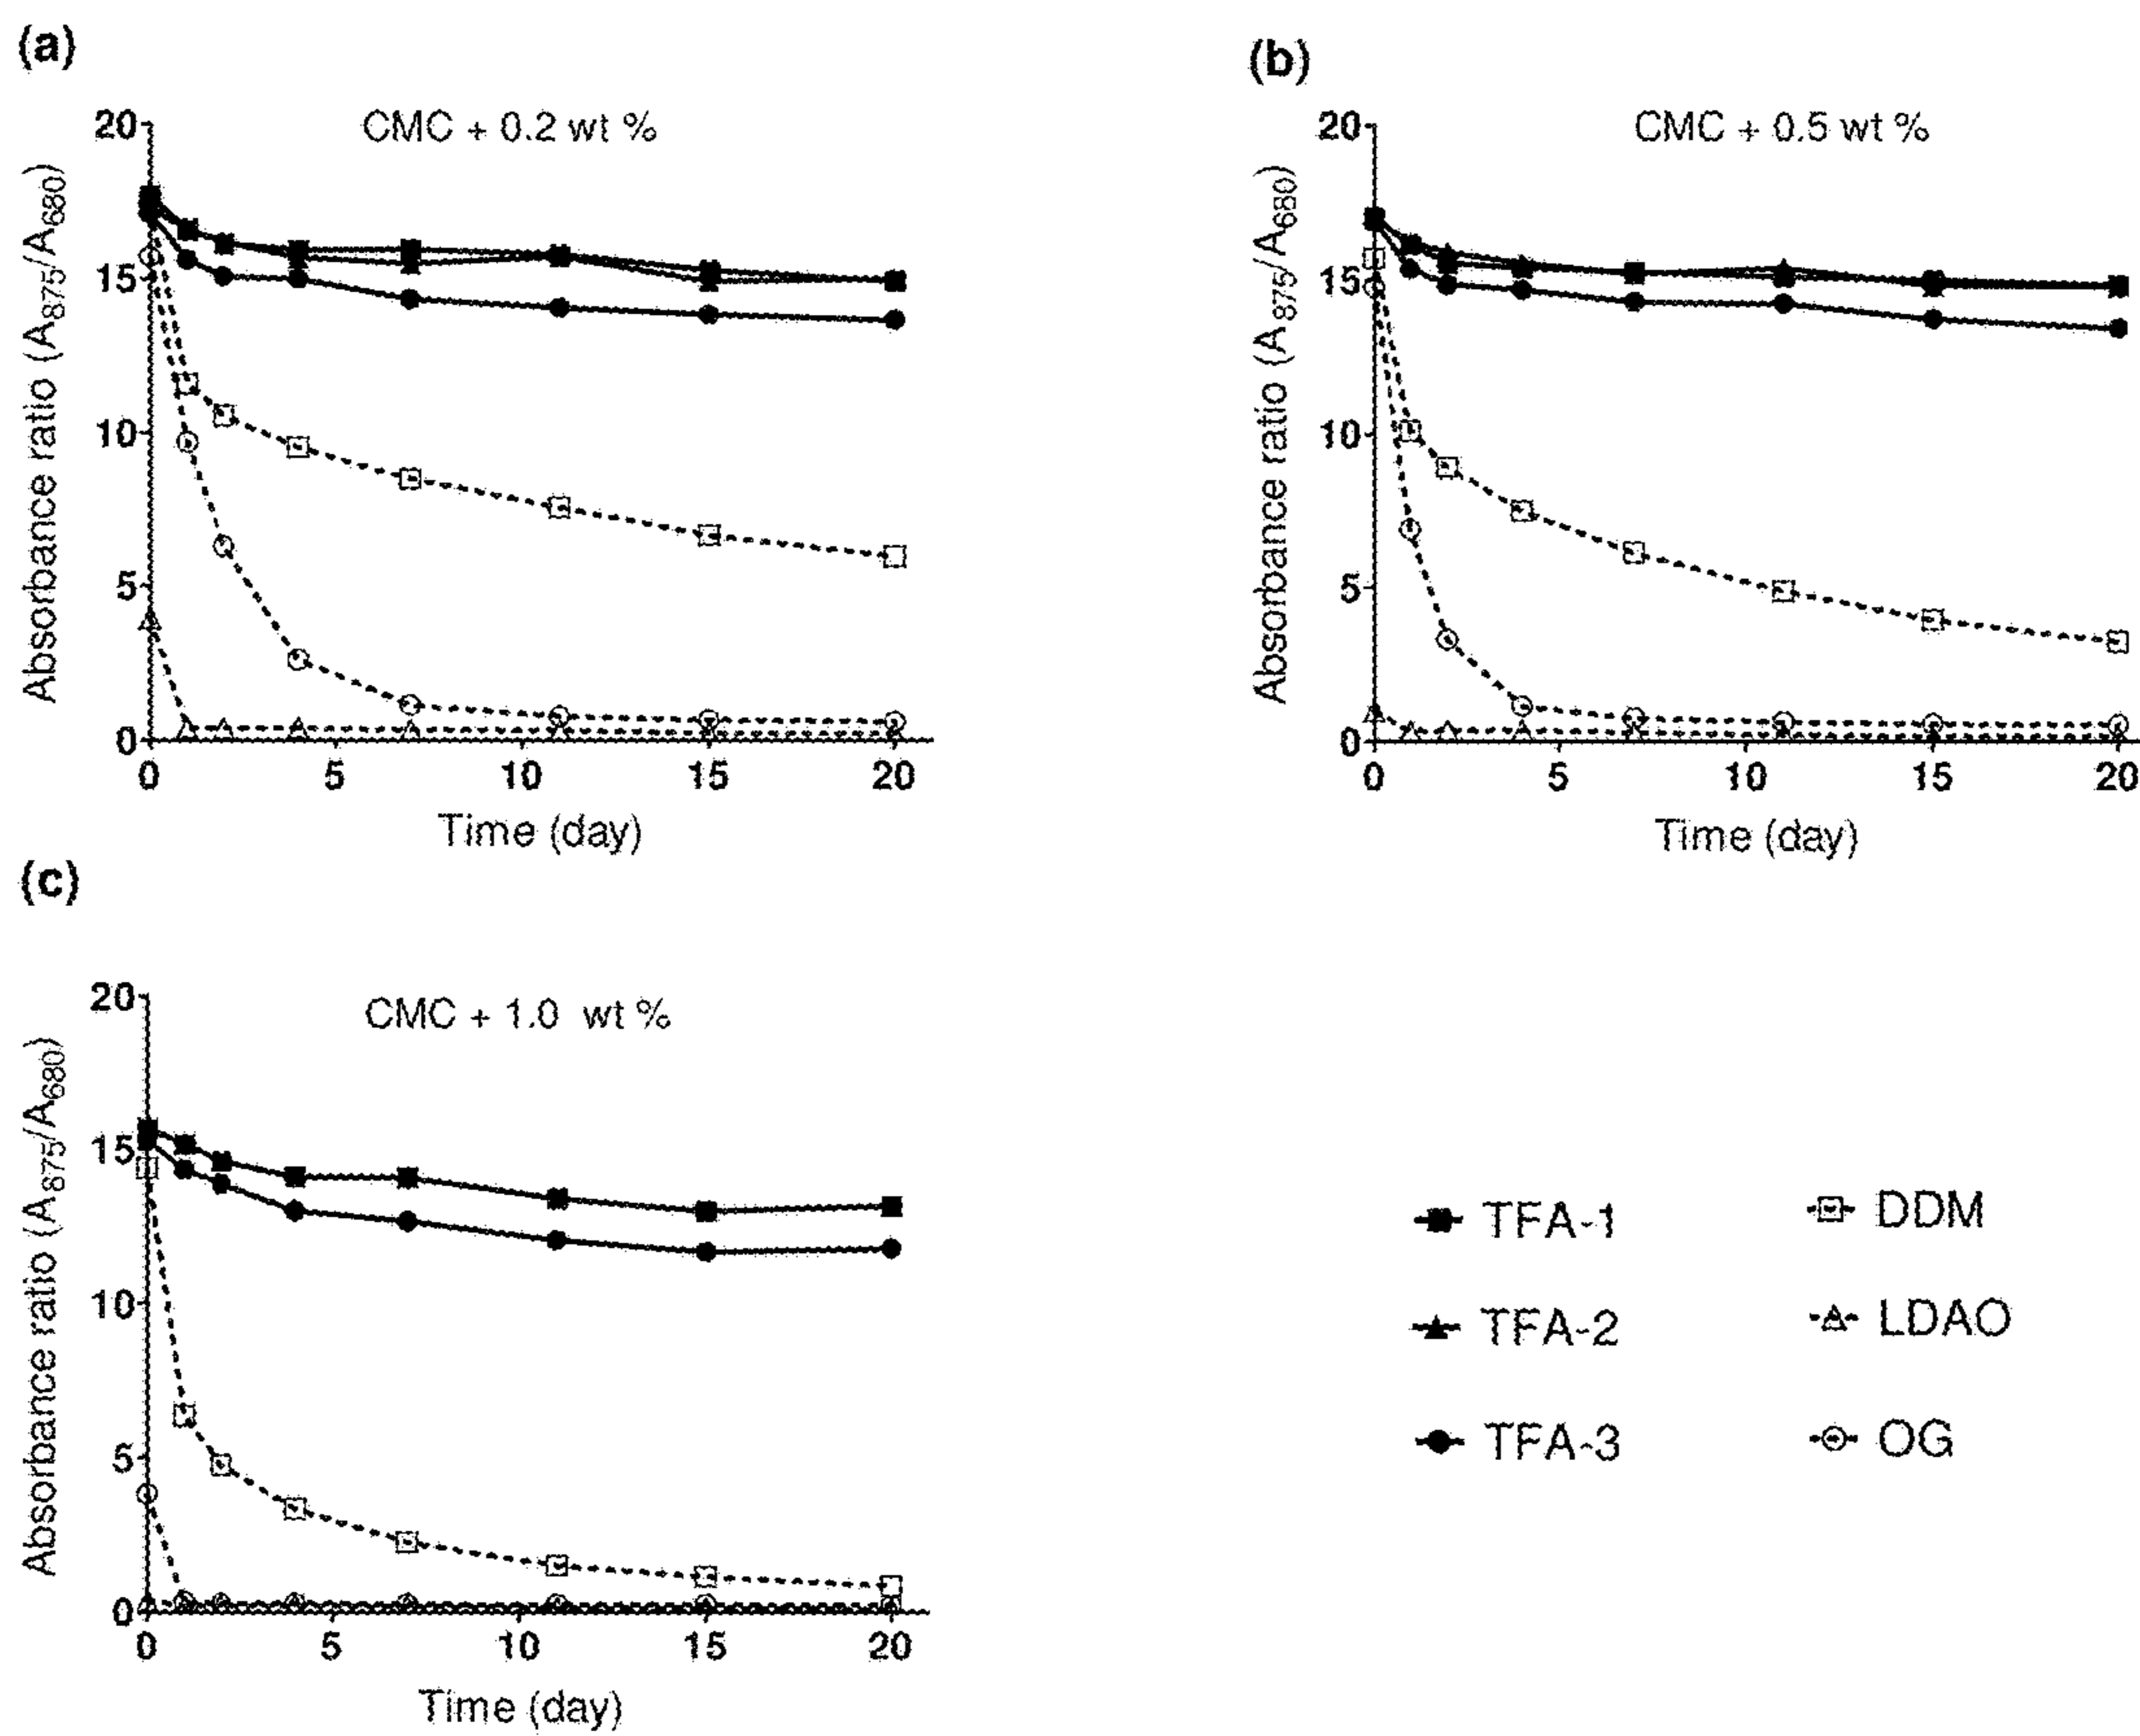 (a)
CMC + 0.2 wt %
Absorbance ratio (A875/A680)
20
15
10
5
0
0 5 10 15 20
Time (day)
(b)
CMC + 0.5 wt %
Absorbance ratio (A875/A680)
20
15
10
5
0
0 5 10 15 20
Time (day)
(c)
CMC + 1.0 wt %
Absorbance ratio (A875/A680)
20
15
10
5
0
0 5 10 15 20
Time (day)
TFA-1
TFA-2
TFA-3
DDM
LDAO
OG